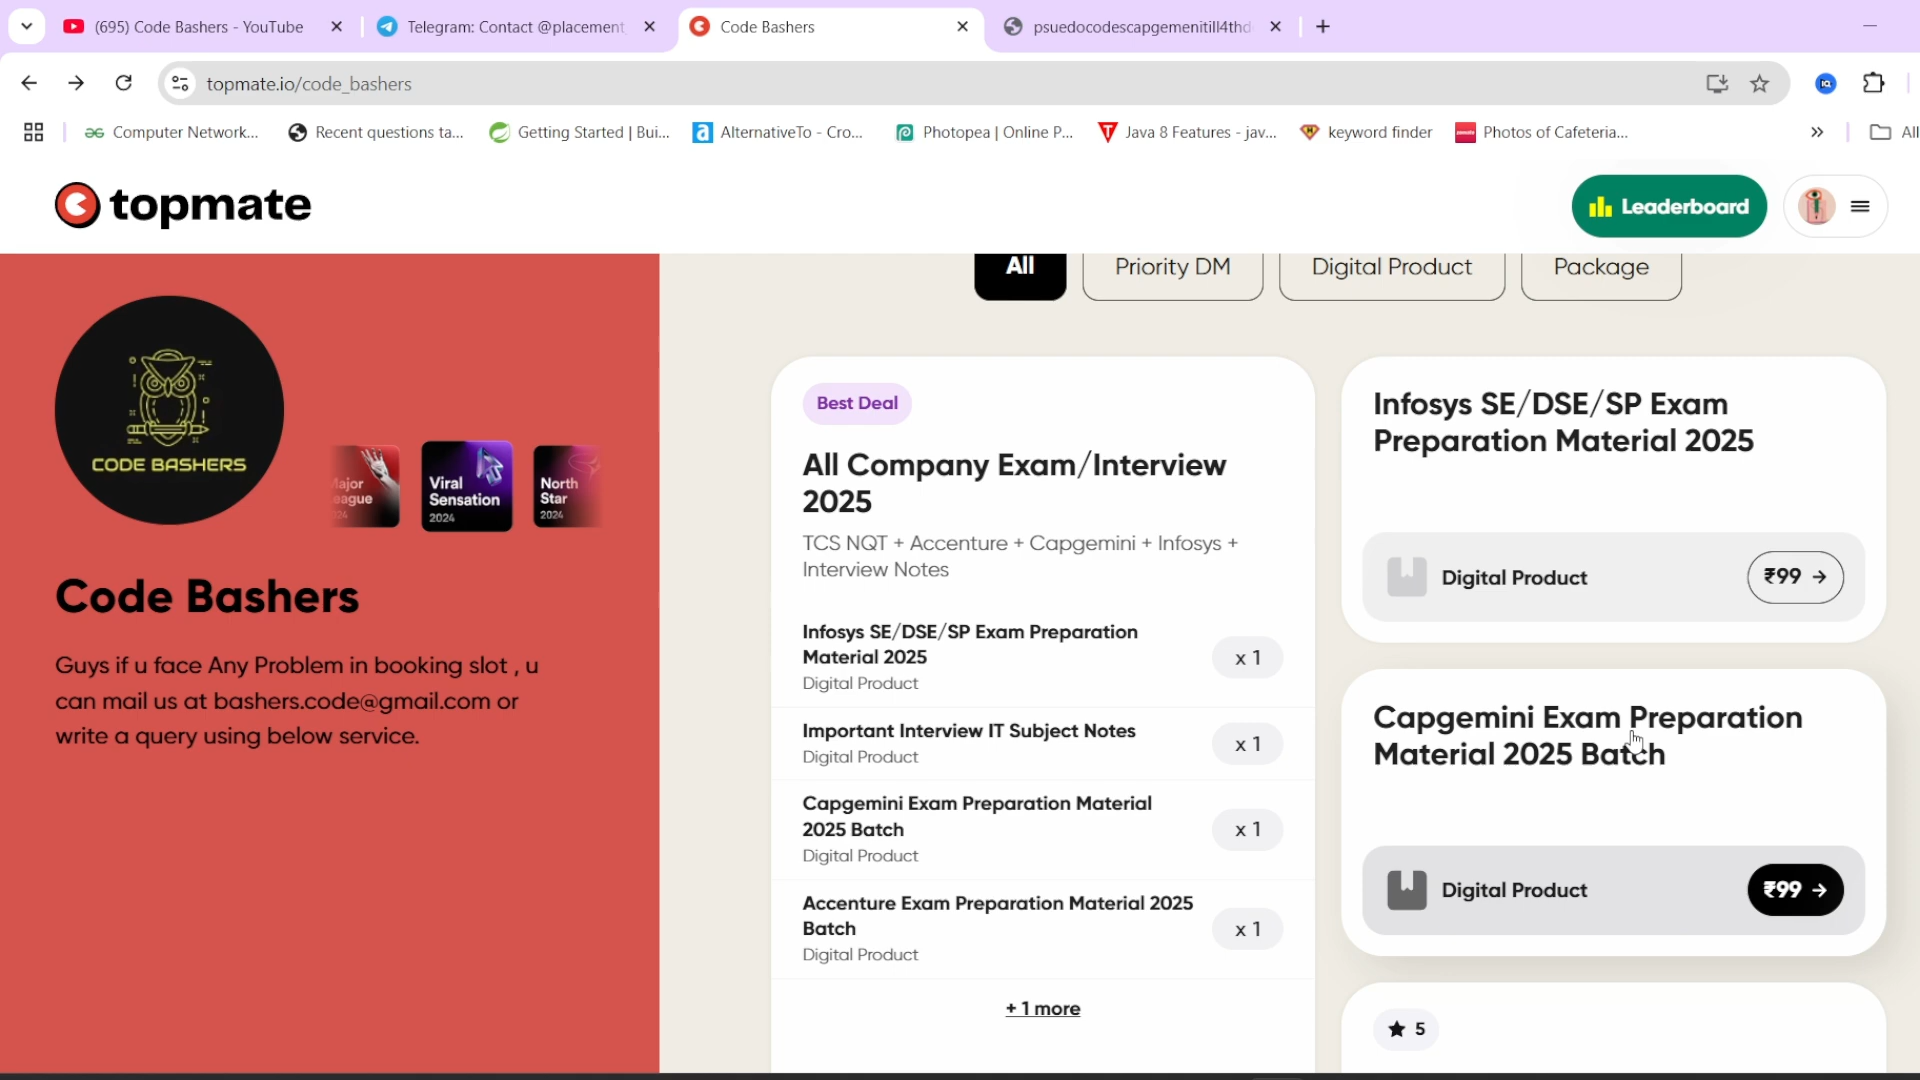 (695) Code Bashers - YouTube
Telegram: Contact @placement
Code Bashers
psuedocodescapgemenitill4thd
topmate.io/code_bashers
Computer Network...
Recent questions ta...
Getting Started | Bui...
AlternativeTo - Cro...
Photopea | Online P...
Java 8 Features - jav...
keyword finder
Photos of Cafeteria...
All
topmate
Leaderboard
CODE BASHERS
Major
League
2024
Viral
Sensation
2024
North
Star
2024
Code Bashers
Guys if u face Any Problem in booking slot , u
can mail us at bashers.code@gmail.com or
write a query using below service.
All
Priority DM
Digital Product
Package
Best Deal
All Company Exam/Interview
2025
TCS NQT + Accenture + Capgemini + Infosys +
Interview Notes
Infosys SE/DSE/SP Exam Preparation
Material 2025
Digital Product
x 1
Important Interview IT Subject Notes
Digital Product
x 1
Capgemini Exam Preparation Material
2025 Batch
Digital Product
x 1
Accenture Exam Preparation Material 2025
Batch
Digital Product
x 1
+ 1 more
Infosys SE/DSE/SP Exam
Preparation Material 2025
Digital Product
₹99 →
Capgemini Exam Preparation
Material 2025 Batch
Digital Product
₹99 →
5